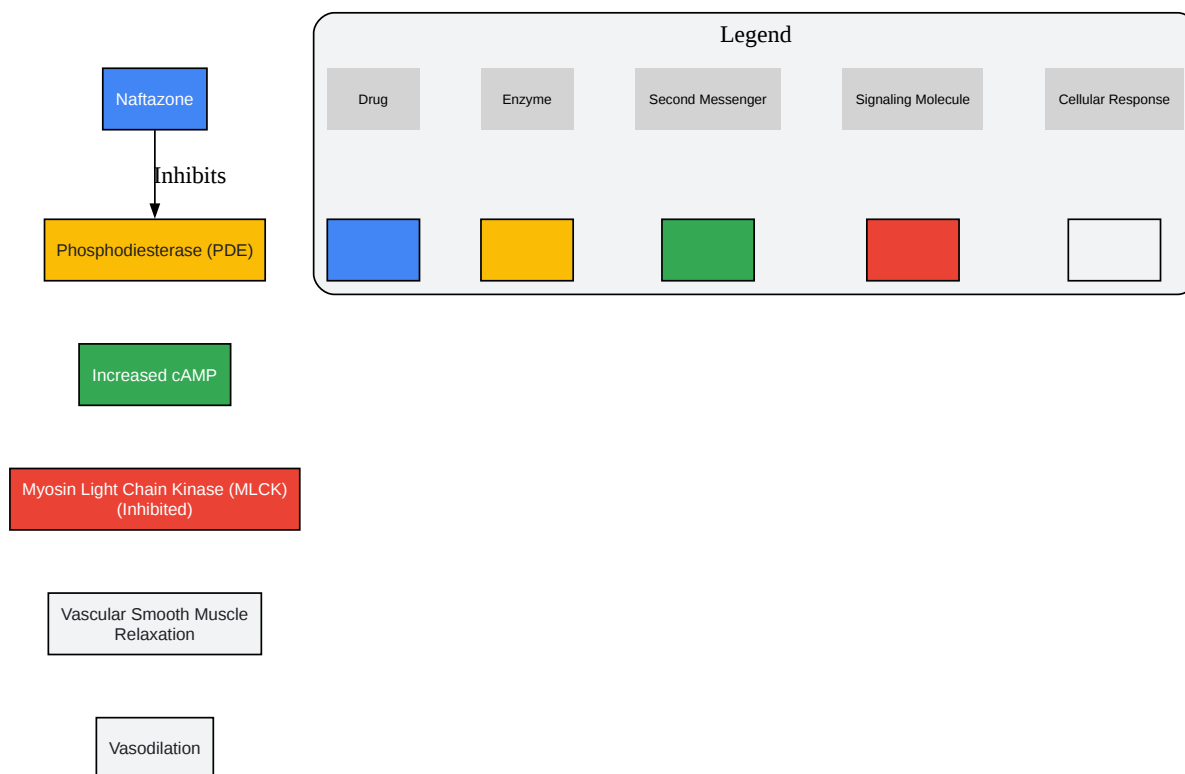 Legend
Naftazone
Drug
Enzyme
Second Messenger
Signaling Molecule
Cellular Response
Inhibits
Phosphodiesterase (PDE)
Increased cAMP
Myosin Light Chain Kinase (MLCK)
(Inhibited)
Vascular Smooth Muscle
Relaxation
Vasodilation